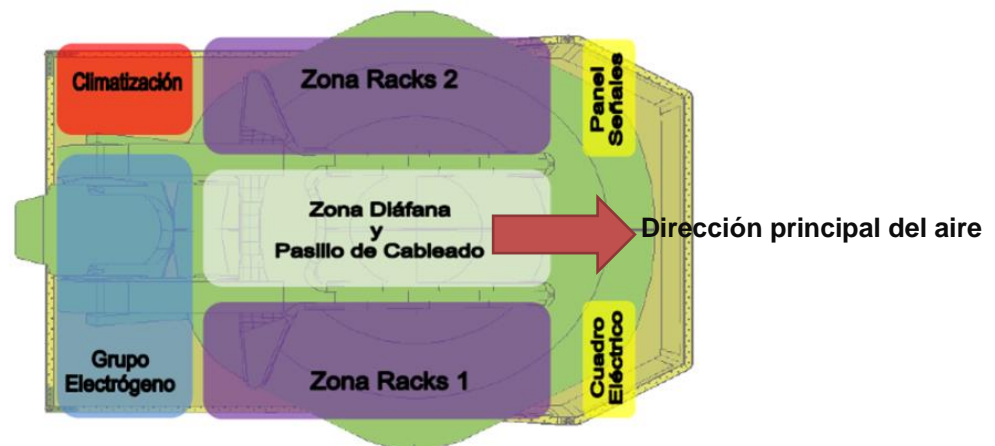 Climatización
Zona Racks 2
Panel
Señales
Zona Diáfana
y
Pasillo de Cableado
Dirección principal del aire
Grupo
Electrógeno
Zona Racks 1
Cuadro
Eléctrico